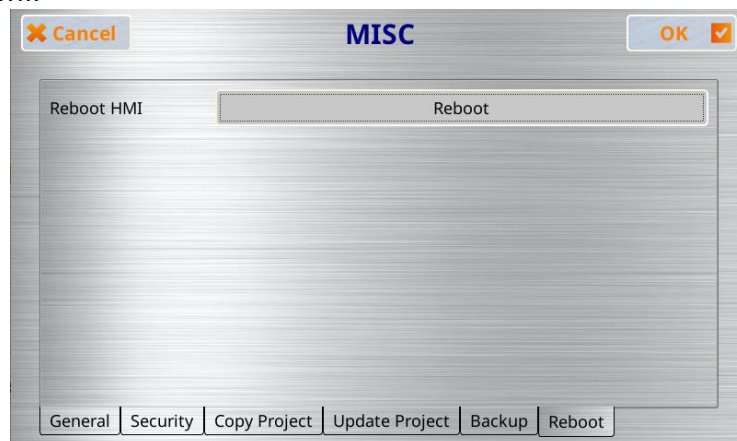 Cancel MISC OK
Reboot HMI Reboot
General Security Copy Project Update Project Backup Reboot